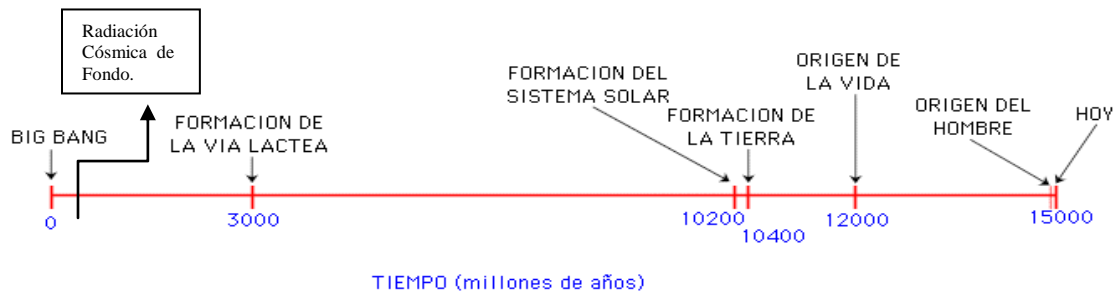 Radiación
Cósmica de
Fondo.
BIG BANG
FORMACION DE
LA VIA LACTEA
FORMACION DEL
SISTEMA SOLAR
FORMACION DE
LA TIERRA
ORIGEN DE
LA VIDA
ORIGEN DEL
HOMBRE
HOY
0
3000
10200
10400
12000
15000
TIEMPO (millones de años)